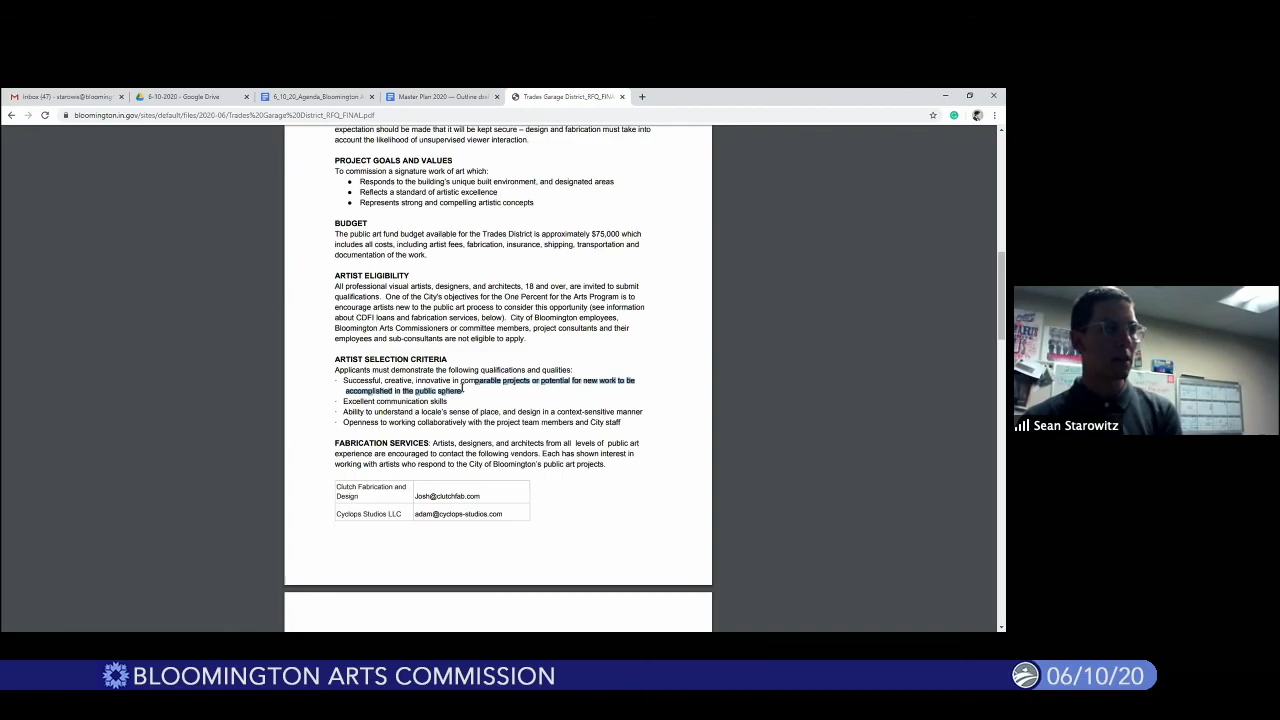 Inbox (47) - starowis@blooming
6-10-2020 - Google Drive
6_10_20_Agenda_Bloomington A
Master Plan 2020 — Outline dra
Trades Garage District_RFQ_FINA
bloomington.in.gov/sites/default/files/2020-06/Trades%20Garage%20District_RFQ_FINAL.pdf
expectation should be made that it will be kept secure – design and fabrication must take into
account the likelihood of unsupervised viewer interaction.
PROJECT GOALS AND VALUES
To commission a signature work of art which:
● Responds to the building's unique built environment, and designated areas
● Reflects a standard of artistic excellence
● Represents strong and compelling artistic concepts
BUDGET
The public art fund budget available for the Trades District is approximately $75,000 which
includes all costs, including artist fees, fabrication, insurance, shipping, transportation and
documentation of the work.
ARTIST ELIGIBILITY
All professional visual artists, designers, and architects, 18 and over, are invited to submit
qualifications. One of the City's objectives for the One Percent for the Arts Program is to
encourage artists new to the public art process to consider this opportunity (see information
about CDFI loans and fabrication services, below). City of Bloomington employees,
Bloomington Arts Commissioners or committee members, project consultants and their
employees and sub-consultants are not eligible to apply.
ARTIST SELECTION CRITERIA
Applicants must demonstrate the following qualifications and qualities:
· Successful, creative, innovative in comparable projects or potential for new work to be
accomplished in the public sphere
· Excellent communication skills
· Ability to understand a locale's sense of place, and design in a context-sensitive manner
· Openness to working collaboratively with the project team members and City staff
FABRICATION SERVICES: Artists, designers, and architects from all levels of public art
experience are encouraged to contact the following vendors. Each has shown interest in
working with artists who respond to the City of Bloomington's public art projects.
Clutch Fabrication and
Design Josh@clutchfab.com
Cyclops Studios LLC adam@cyclops-studios.com
Sean Starowitz
BLOOMINGTON ARTS COMMISSION
06/10/20